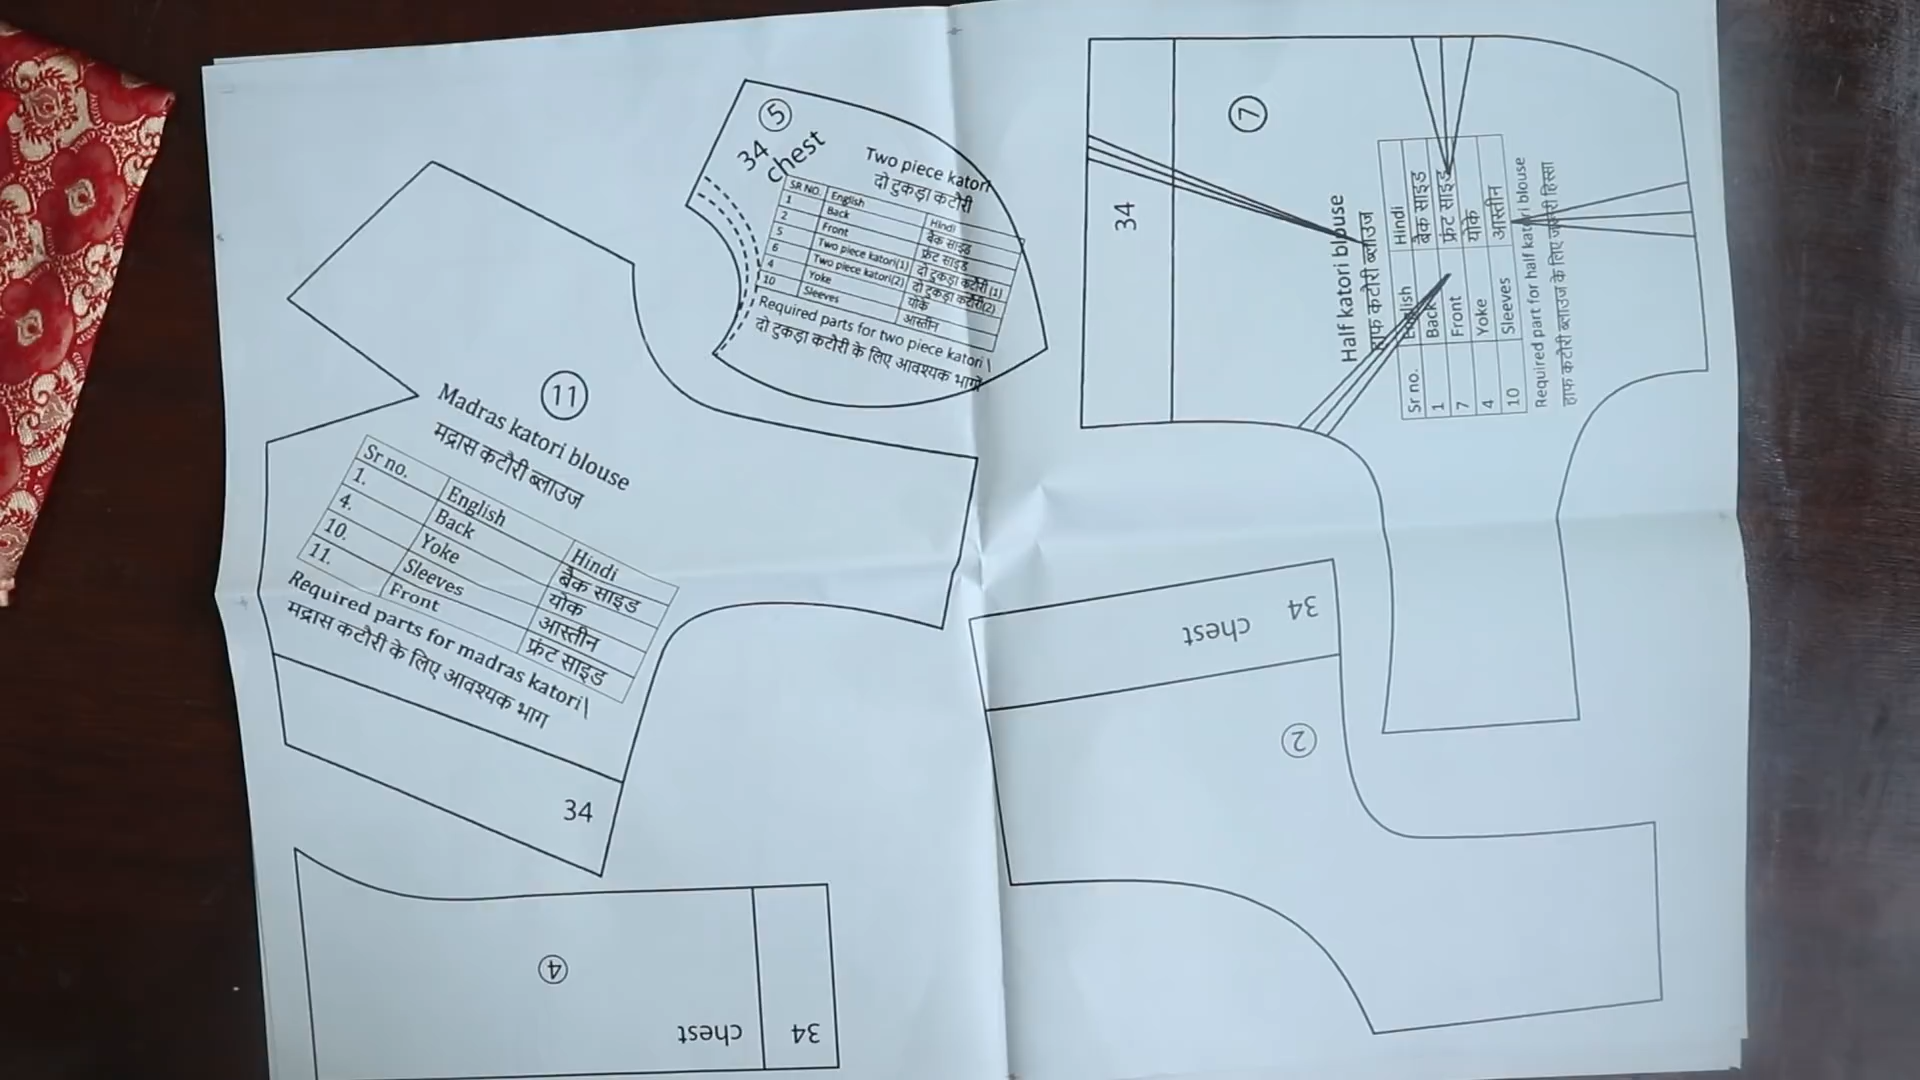 5
34
chest
Two piece katori
दो टुकड़ा कटोरी
SR NO. English Hindi
1 Back बैक साइड
2 Front फ्रंट साइड
5 Two piece katori(1) दो टुकड़ा कटोरी (1)
6 Two piece katori(2) दो टुकड़ा कटोरी(2)
4 Yoke योक
10 Sleeves आस्तीन
Required parts for two piece katori \
दो टुकड़ा कटोरी के लिए आवश्यक भागों
7
34
Half katori blouse
हाफ कटोरी ब्लाउज
Sr no. English Hindi
1 Back बैक साइड
7 Front फ्रंट साइड
4 Yoke योक
10 Sleeves आस्तीन
Required part for half katori blouse
हाफ कटोरी ब्लाउज के लिए जरूरी हिस्सा
11
Madras katori blouse
मद्रास कटौरी ब्लाउज
Sr no. English Hindi
1. Back बैक साइड
4. Yoke योक
10. Sleeves आस्तीन
11. Front फ्रंट साइड
Required parts for madras katori\
मद्रास कटौरी के लिए आवश्यक भाग
34
34
chest
2
4
34
chest